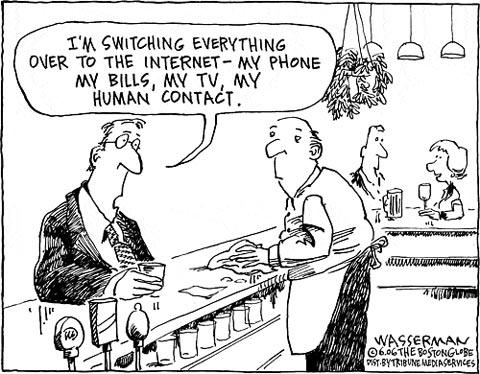 I'M SWITCHING EVERYTHING
OVER TO THE INTERNET – MY PHONE
MY BILLS, MY TV, MY
HUMAN CONTACT.
WASSERMAN
©6.06 THE BOSTON GLOBE
DIST. BY TRIBUNE MEDIA SERVICES